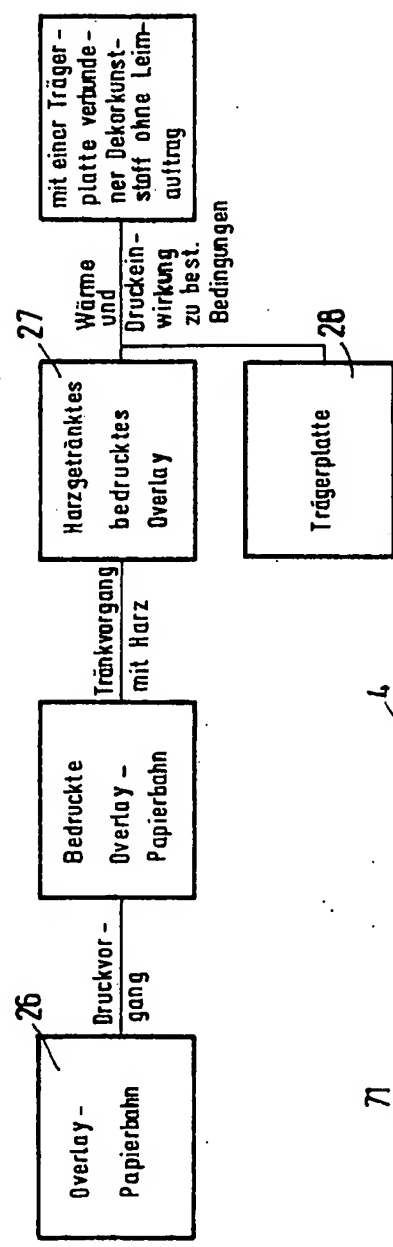 26
Overlay-
Papierbahn
Druckvor-
gang
Bedruckte
Overlay-
Papierbahn
Tränkvorgang
mit Harz
27
Harzgetränktes
bedrucktes
Overlay
Wärme
und
Druckein-
wirkung
zu best.
Bedingungen
28
Trägerplatte
mit einer Träger-
platte verbunde-
ner Dekorkunst-
stoff ohne Leim-
auftrag
71
4